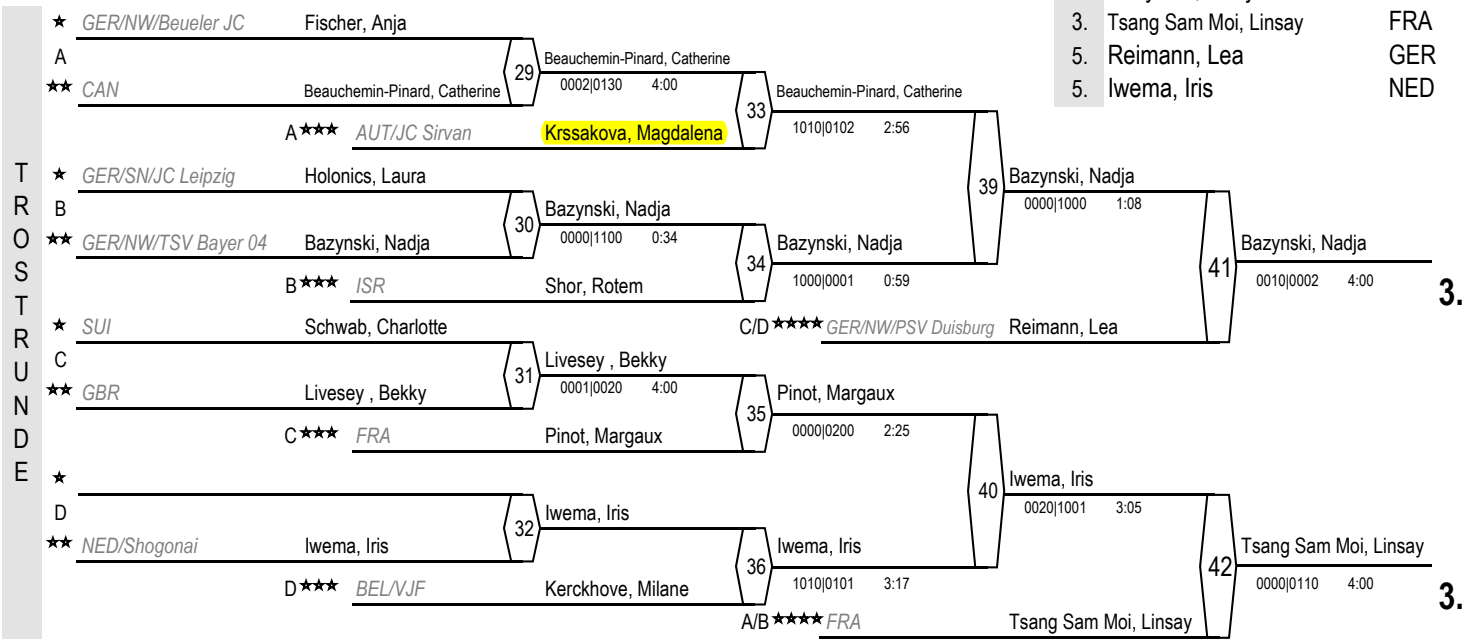 3. Tsang Sam Moi, Linsay FRA
5. Reimann, Lea GER
5. Iwema, Iris NED
TROSTRUNDE
★ GER/NW/Beueler JC Fischer, Anja
A
29 Beauchemin-Pinard, Catherine
0002|0130 4:00
★★ CAN Beauchemin-Pinard, Catherine
33 Beauchemin-Pinard, Catherine
1010|0102 2:56
A★★★ AUT/JC Sirvan Krssakova, Magdalena
39 Bazynski, Nadja
0000|1000 1:08
★ GER/SN/JC Leipzig Holonics, Laura
B
30 Bazynski, Nadja
0000|1100 0:34
★★ GER/NW/TSV Bayer 04 Bazynski, Nadja
34 Bazynski, Nadja
1000|0001 0:59
B★★★ ISR Shor, Rotem
41 Bazynski, Nadja
0010|0002 4:00
3.
★ SUI Schwab, Charlotte
C/D★★★★ GER/NW/PSV Duisburg Reimann, Lea
C
31 Livesey , Bekky
0001|0020 4:00
★★ GBR Livesey , Bekky
35 Pinot, Margaux
0000|0200 2:25
C★★★ FRA Pinot, Margaux
40 Iwema, Iris
0020|1001 3:05
★
D
32 Iwema, Iris
★★ NED/Shogonai Iwema, Iris
36 Iwema, Iris
1010|0101 3:17
D★★★ BEL/VJF Kerckhove, Milane
42 Tsang Sam Moi, Linsay
0000|0110 4:00
3.
A/B★★★★ FRA Tsang Sam Moi, Linsay